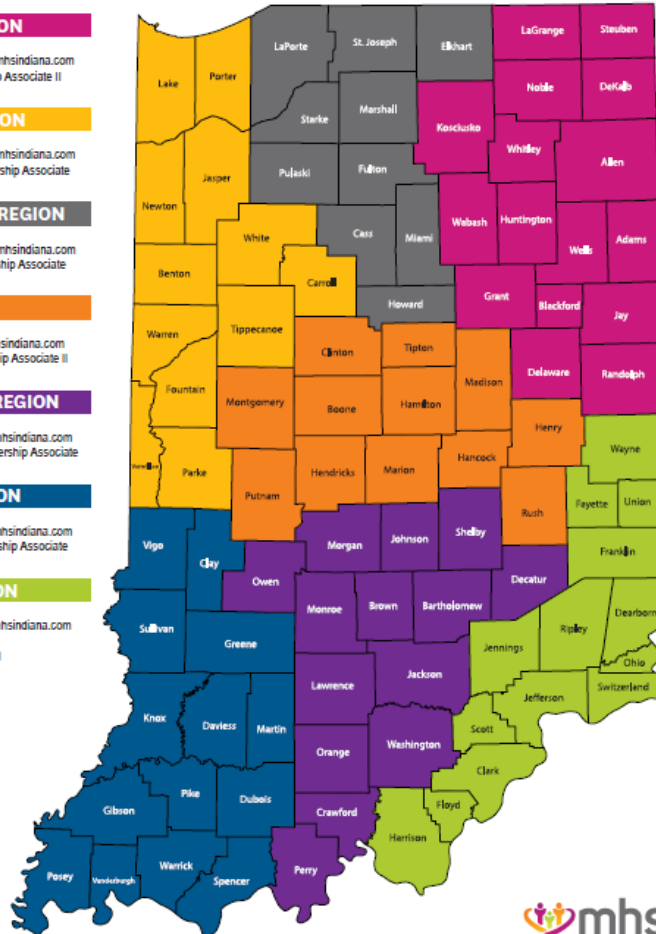 ON
mhsindiana.com
p Associate II
ON
mhsindiana.com
ship Associate
REGION
mhsindiana.com
ship Associate
sindiana.com
ip Associate II
REGION
mhsindiana.com
ership Associate
ON
mhsindiana.com
ship Associate
ON
mhsindiana.com
LaPorte
St. Joseph
Elkhart
LaGrange
Steuben
Lake
Porter
Noble
DeKalb
Starke
Marshall
Kosciusko
Whitley
Allen
Pulaski
Fulton
Jasper
Newton
White
Cass
Miami
Wabash
Huntington
Wells
Adams
Benton
Carroll
Howard
Grant
Blackford
Jay
Warren
Tippecanoe
Clinton
Tipton
Madison
Delaware
Randolph
Fountain
Montgomery
Boone
Hamilton
Henry
Wayne
Parke
Putnam
Hendricks
Marion
Hancock
Rush
Fayette
Union
Vigo
Clay
Owen
Morgan
Johnson
Shelby
Decatur
Franklin
Sullivan
Greene
Monroe
Brown
Bartholomew
Jennings
Ripley
Dearborn
Ohio
Switzerland
Knox
Daviess
Martin
Lawrence
Jackson
Jefferson
Scott
Orange
Washington
Clark
Gibson
Pike
Dubois
Crawford
Floyd
Harrison
Posey
Vanderburgh
Warrick
Spencer
Perry
mhs